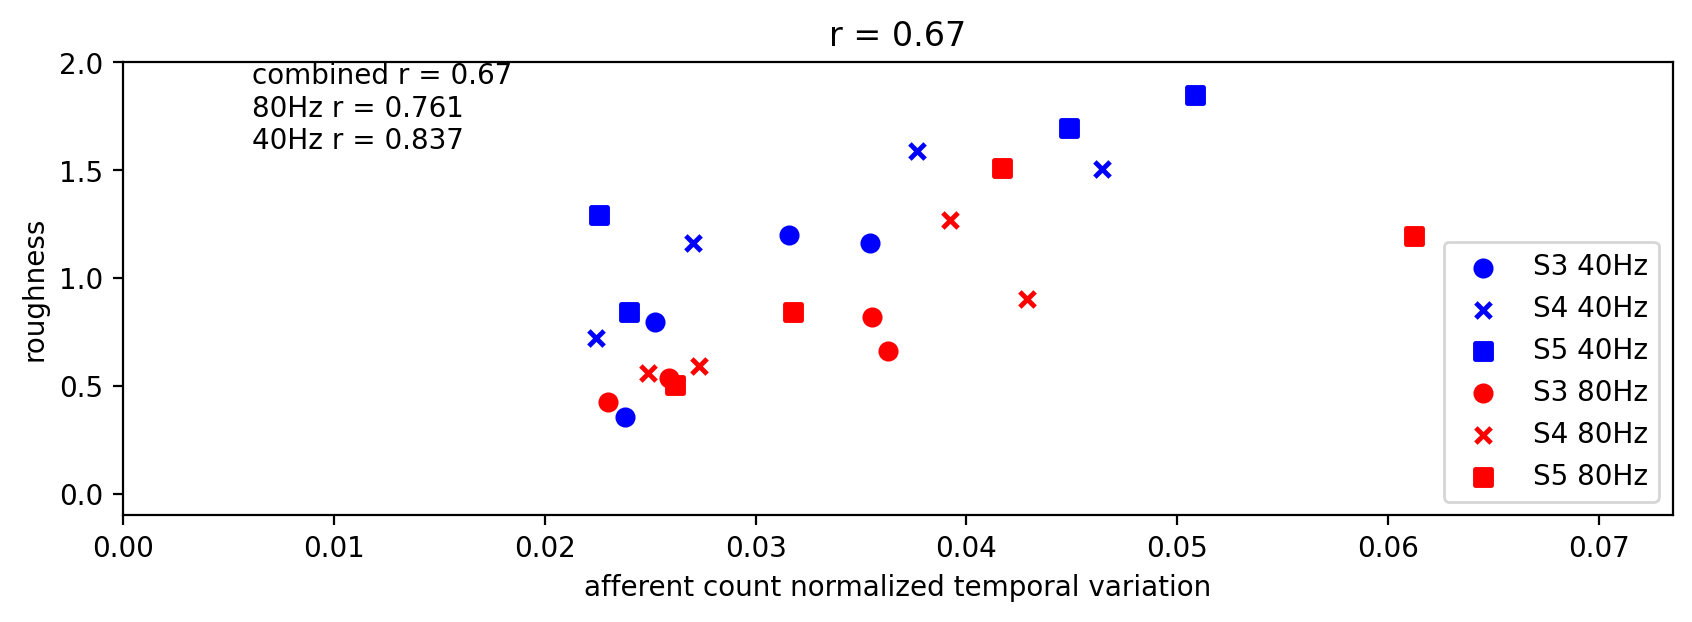 r = 0.67
combined r = 0.67
80Hz r = 0.761
40Hz r = 0.837
roughness
2.0
1.5
1.0
0.5
0.0
S3 40Hz
S4 40Hz
S5 40Hz
S3 80Hz
S4 80Hz
S5 80Hz
0.00 0.01 0.02 0.03 0.04 0.05 0.06 0.07
afferent count normalized temporal variation